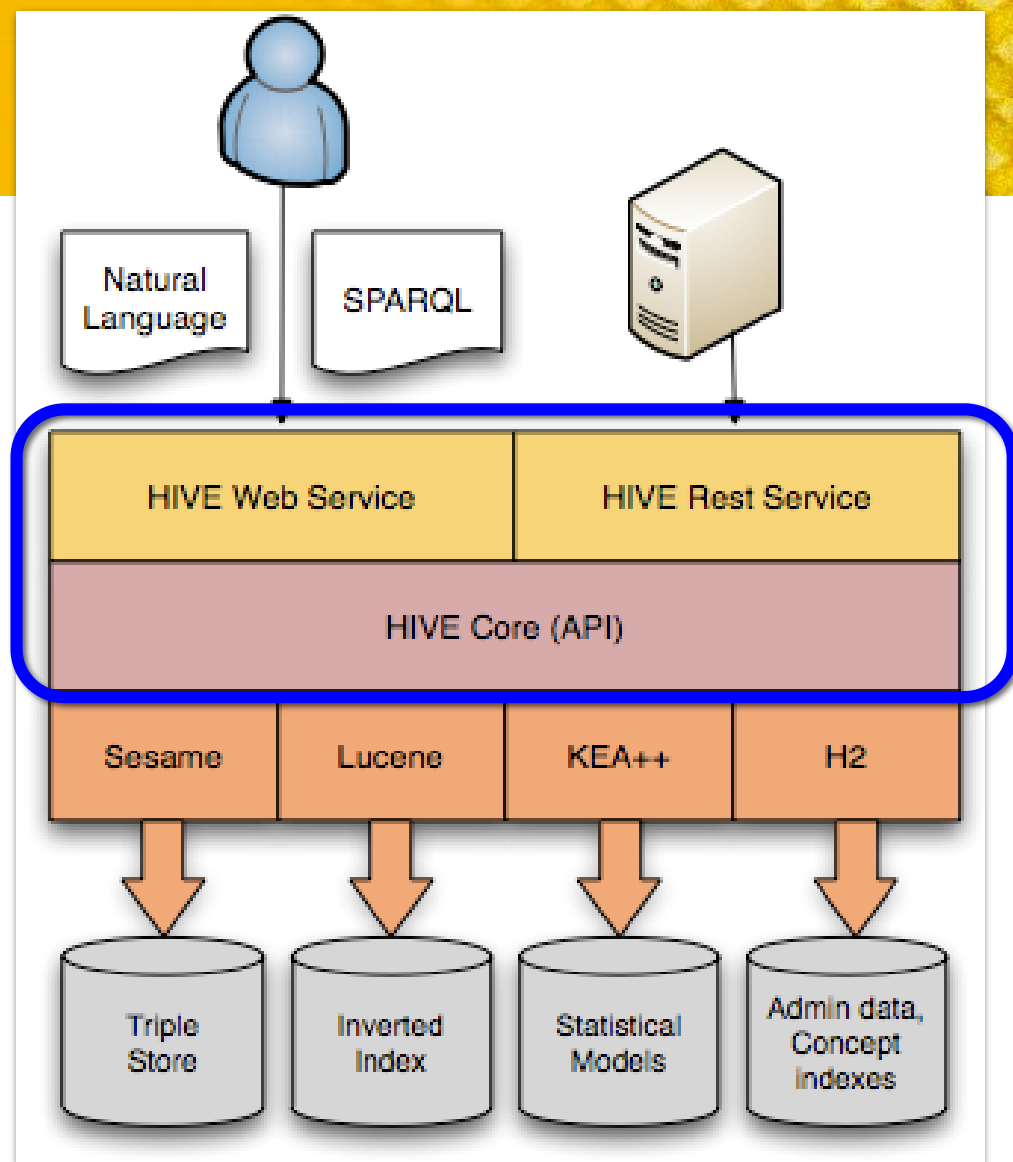 Natural
Language
SPARQL
HIVE Web Service
HIVE Rest Service
HIVE Core (API)
Sesame
Lucene
KEA++
H2
Triple
Store
Inverted
Index
Statistical
Models
Admin data,
Concept
indexes